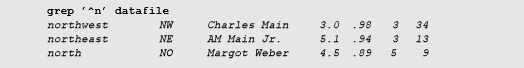 grep '^n' datafile
northwest NW Charles Main 3.0 .98 3 34
northeast NE AM Main Jr. 5.1 .94 3 13
north NO Margot Weber 4.5 .89 5 9